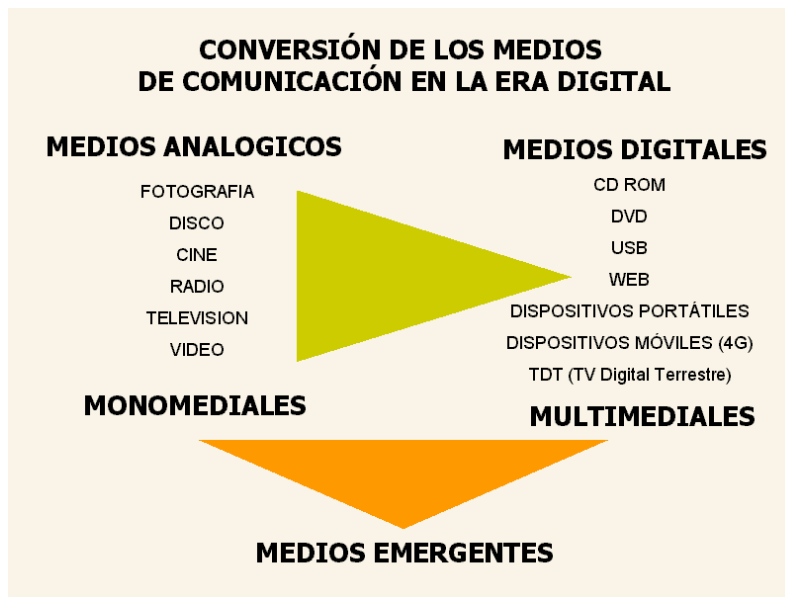 CONVERSIÓN DE LOS MEDIOS
DE COMUNICACIÓN EN LA ERA DIGITAL
MEDIOS ANALOGICOS
FOTOGRAFIA
DISCO
CINE
RADIO
TELEVISION
VIDEO
MONOMEDIALES
MEDIOS DIGITALES
CD ROM
DVD
USB
WEB
DISPOSITIVOS PORTÁTILES
DISPOSITIVOS MÓVILES (4G)
TDT (TV Digital Terrestre)
MULTIMEDIALES
MEDIOS EMERGENTES